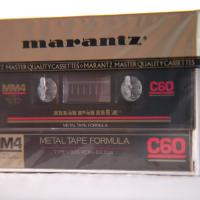 marantz
Z MASTER QUALITY CASSETTES • MARANTZ MASTER QUALITY CASSETTES
MM4 C60
marantz
METAL TAPE FORMULA
MM4 METAL TAPE FORMULA C60